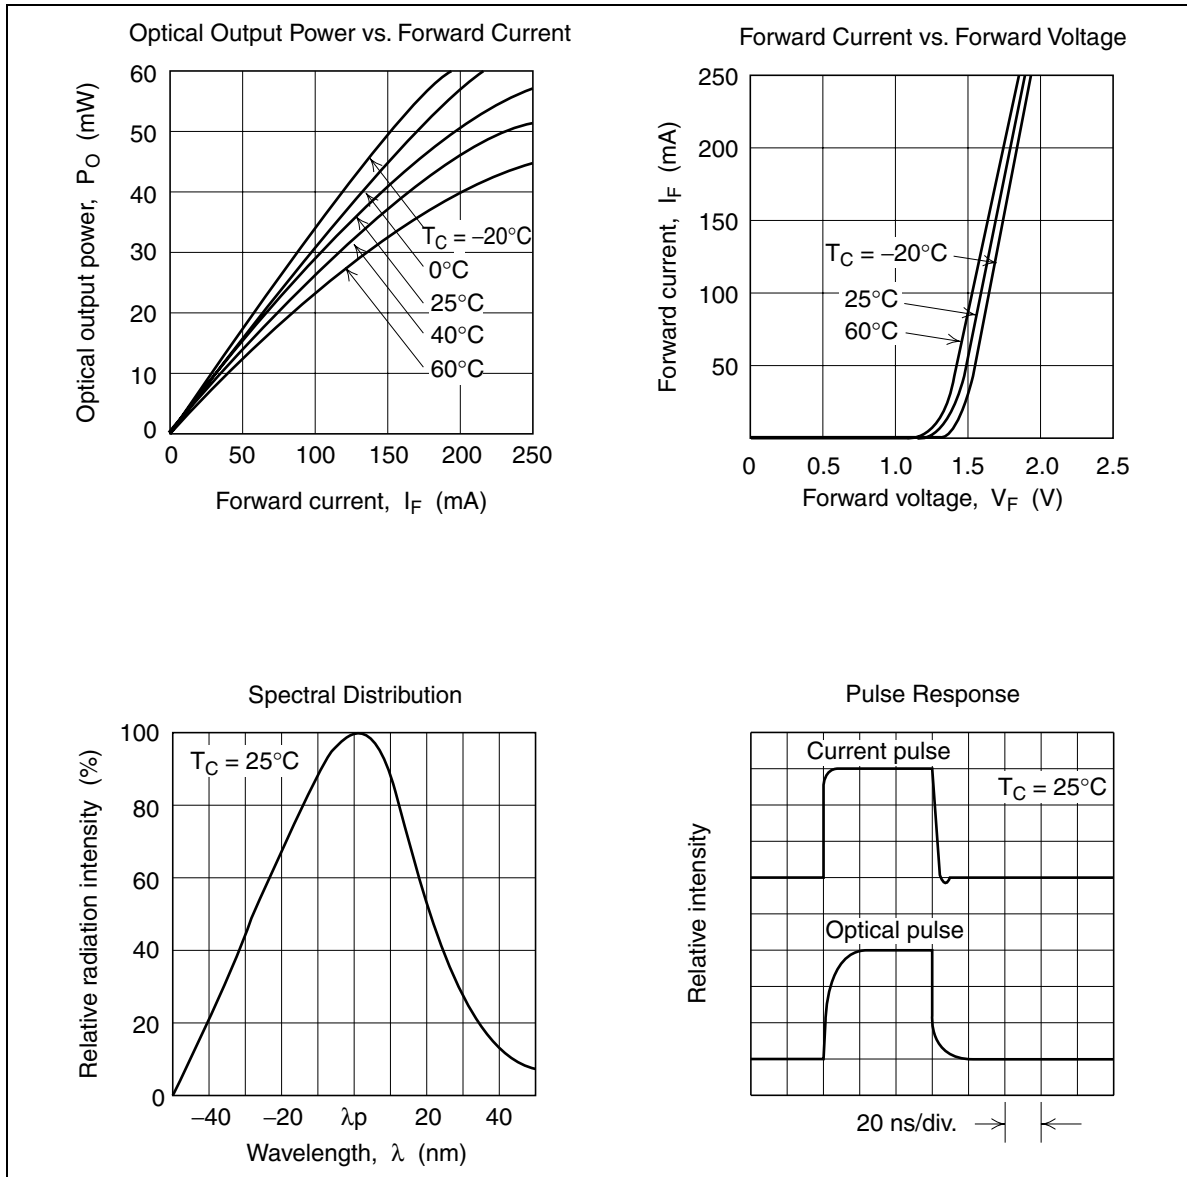 Optical Output Power vs. Forward Current
60
50
40
30
20
10
0
Optical output power, PO (mW)
TC = –20°C
0°C
25°C
40°C
60°C
0 50 100 150 200 250
Forward current, IF (mA)
Forward Current vs. Forward Voltage
250
200
150
100
50
Forward current, IF (mA)
TC = –20°C
25°C
60°C
0 0.5 1.0 1.5 2.0 2.5
Forward voltage, VF (V)
Spectral Distribution
100
80
60
40
20
0
Relative radiation intensity (%)
TC = 25°C
–40 –20 λp 20 40
Wavelength, λ (nm)
Pulse Response
Current pulse
TC = 25°C
Relative intensity
Optical pulse
20 ns/div.